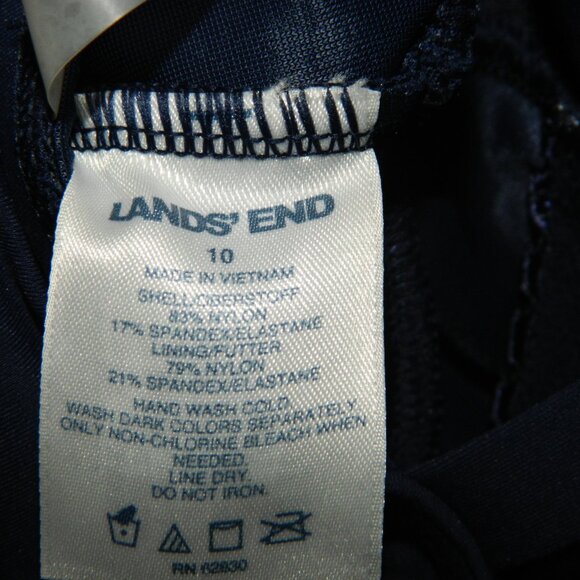 LANDS' END
10
MADE IN VIETNAM
SHELL/OBERSTOFF
83% NYLON
17% SPANDEX/ELASTANE
LINING/FUTTER
79% NYLON
21% SPANDEX/ELASTANE
HAND WASH COLD.
WASH DARK COLORS SEPARATELY
ONLY NON-CHLORINE BLEACH WHEN
NEEDED.
LINE DRY.
DO NOT IRON.
RN 62830